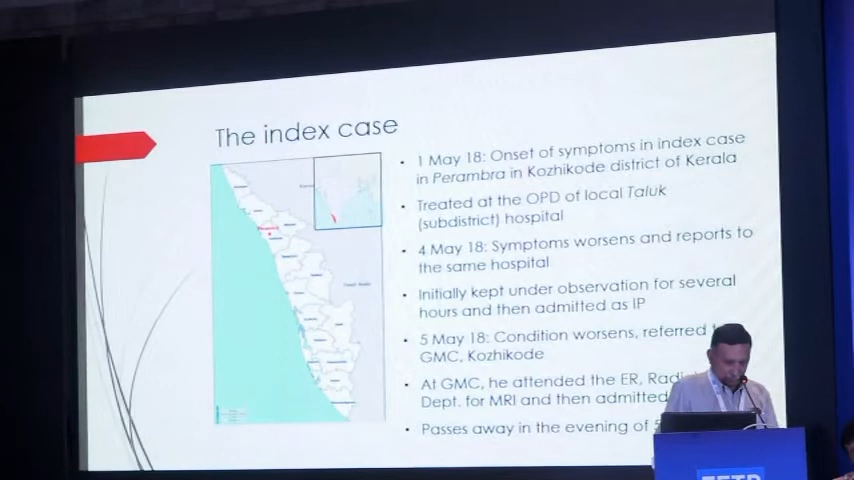 The index case
1 May 18: Onset of symptoms in index case
in Perambra in Kozhikode district of Kerala
Treated at the OPD of local Taluk
(subdistrict) hospital
4 May 18: Symptoms worsens and reports to
the same hospital
Initially kept under observation for several
hours and then admitted as IP
5 May 18: Condition worsens, referred
GMC, Kozhikode
At GMC, he attended the ER,
Dept. for MRI and then admitted
Passes away in the evening of